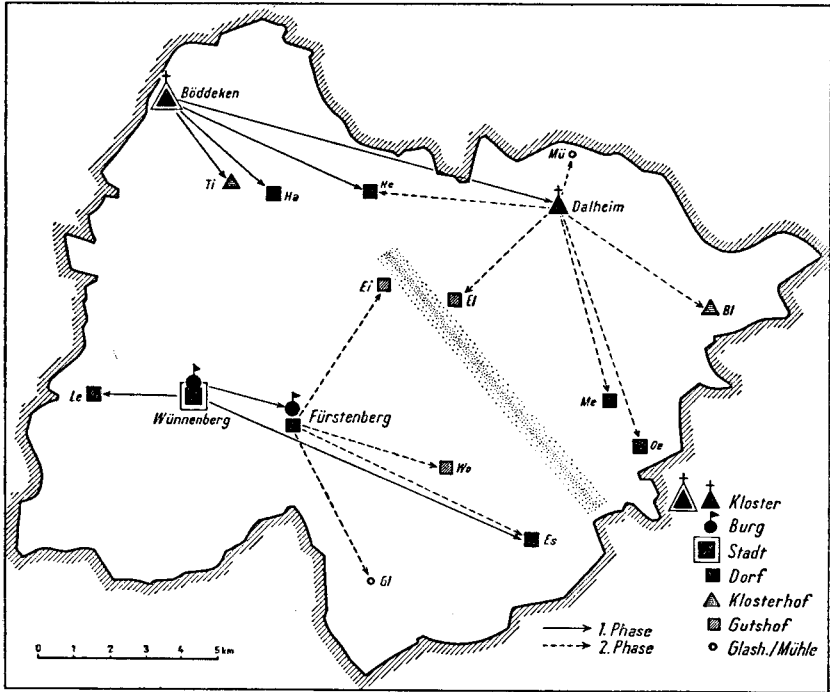 Böddeken
Mü
Ti
Ha
He
Dalheim
Ei
El
Bl
Le
Wünnenberg
Fürstenberg
Me
Oe
Wo
Es
Gl
Kloster
Burg
Stadt
Dorf
Klosterhof
Gutshof
Glash./Mühle
1. Phase
2. Phase
0 1 2 3 4 5 km